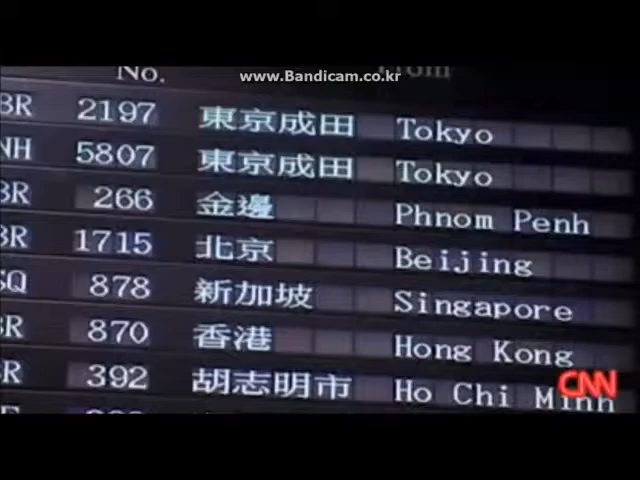 www.Bandicam.co.kr
No. From
BR 2197 東京成田 Tokyo
NH 5807 東京成田 Tokyo
BR 266 金邊 Phnom Penh
BR 1715 北京 Beijing
SQ 878 新加坡 Singapore
BR 870 香港 Hong Kong
BR 392 胡志明市 Ho Chi Minh
CNN